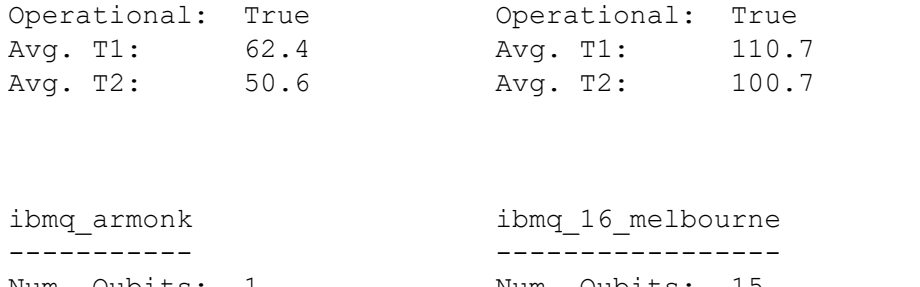 Operational:  True          Operational:  True
Avg. T1:      62.4          Avg. T1:      110.7
Avg. T2:      50.6          Avg. T2:      100.7
ibmq_armonk                 ibmq_16_melbourne
-----------                 -----------------
Num. Qubits:  1             Num. Qubits:  15